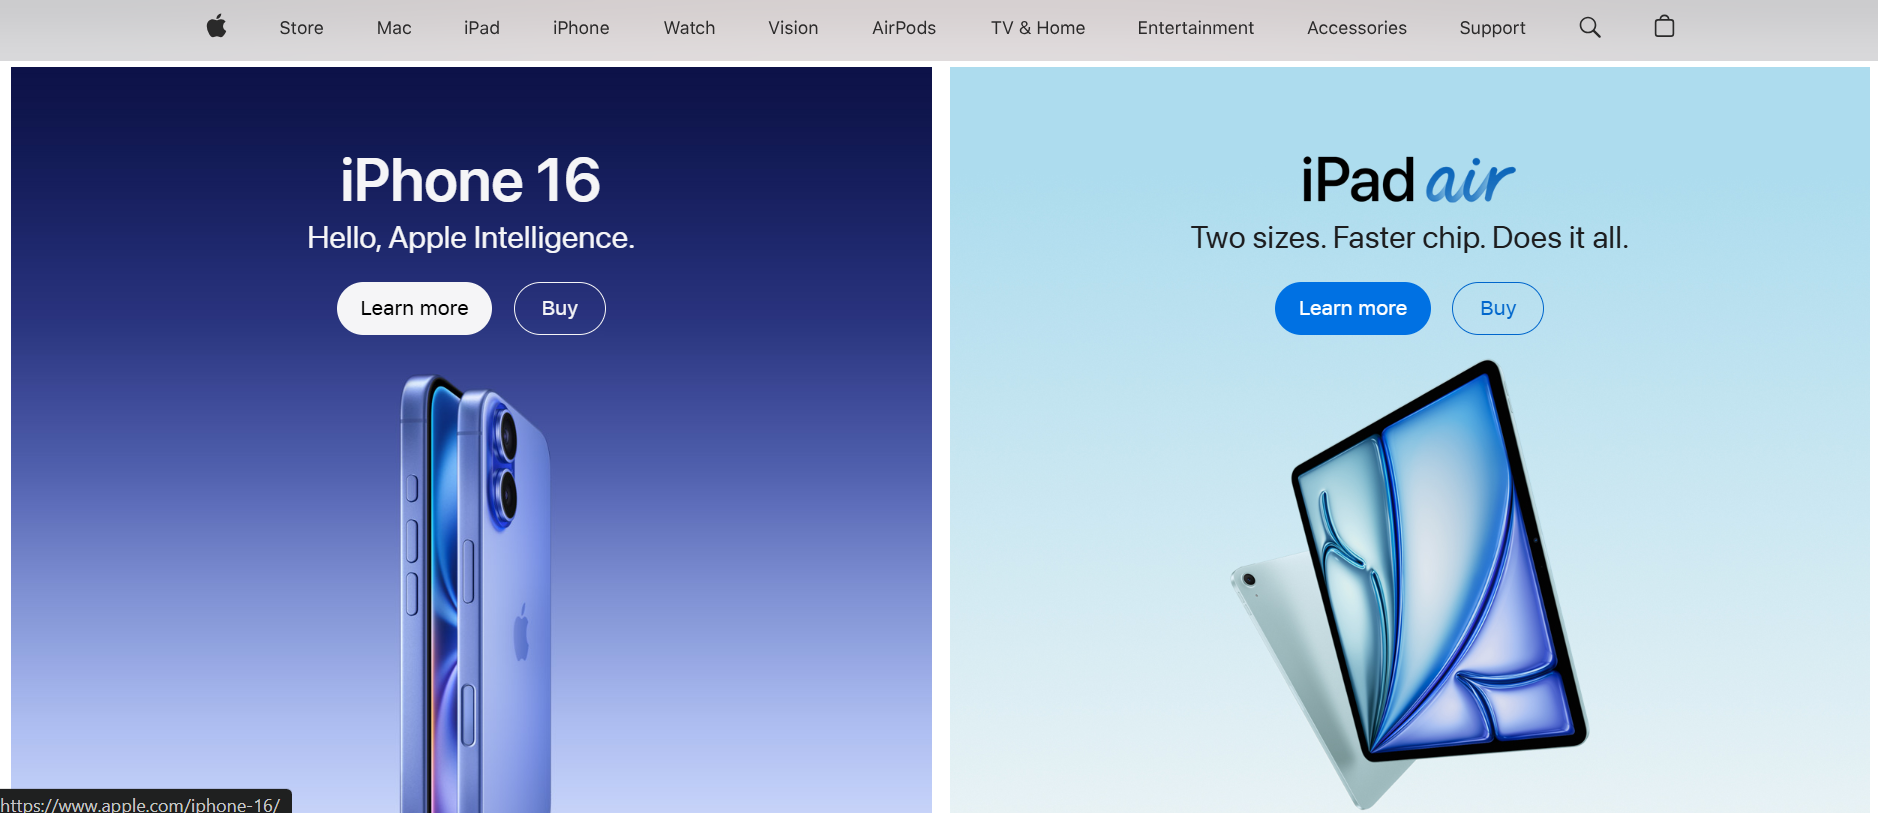 Store Mac iPad iPhone Watch Vision AirPods TV & Home Entertainment Accessories Support
iPhone 16
Hello, Apple Intelligence.
Learn more Buy
iPad air
Two sizes. Faster chip. Does it all.
Learn more Buy
https://www.apple.com/iphone-16/